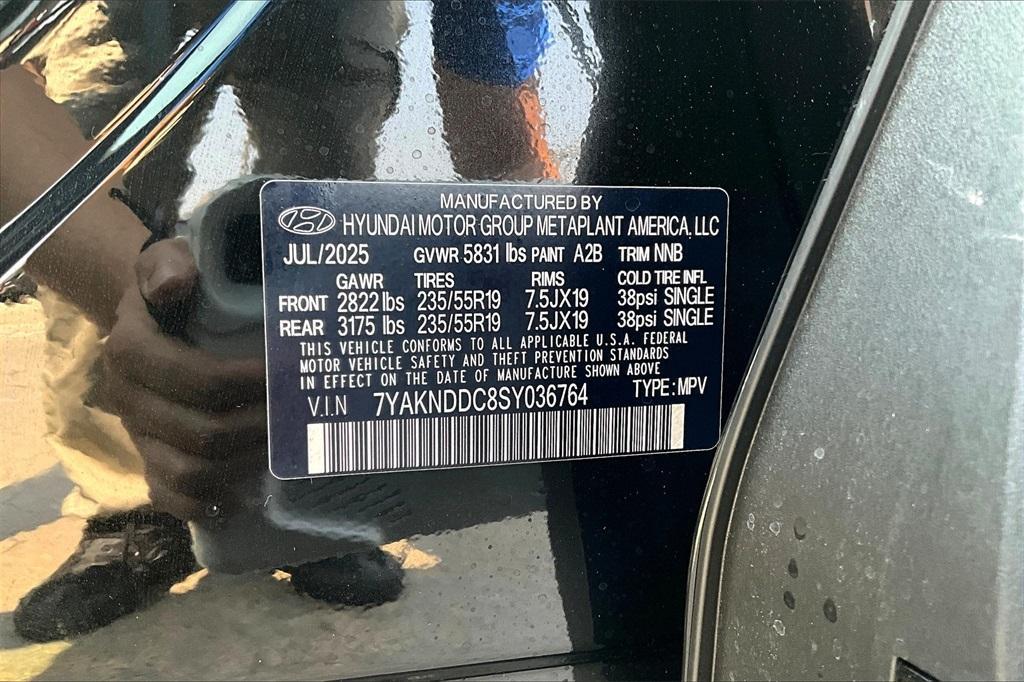 MANUFACTURED BY
HYUNDAI MOTOR GROUP METAPLANT AMERICA, LLC
JUL/2025 GVWR 5831 lbs PAINT A2B TRIM NNB
GAWR TIRES RIMS COLD TIRE INFL
FRONT 2822 lbs 235/55R19 7.5JX19 38psi SINGLE
REAR 3175 lbs 235/55R19 7.5JX19 38psi SINGLE
THIS VEHICLE CONFORMS TO ALL APPLICABLE U.S.A. FEDERAL
MOTOR VEHICLE SAFETY AND THEFT PREVENTION STANDARDS
IN EFFECT ON THE DATE OF MANUFACTURE SHOWN ABOVE
V.I.N 7YAKNDDC8SY036764 TYPE: MPV